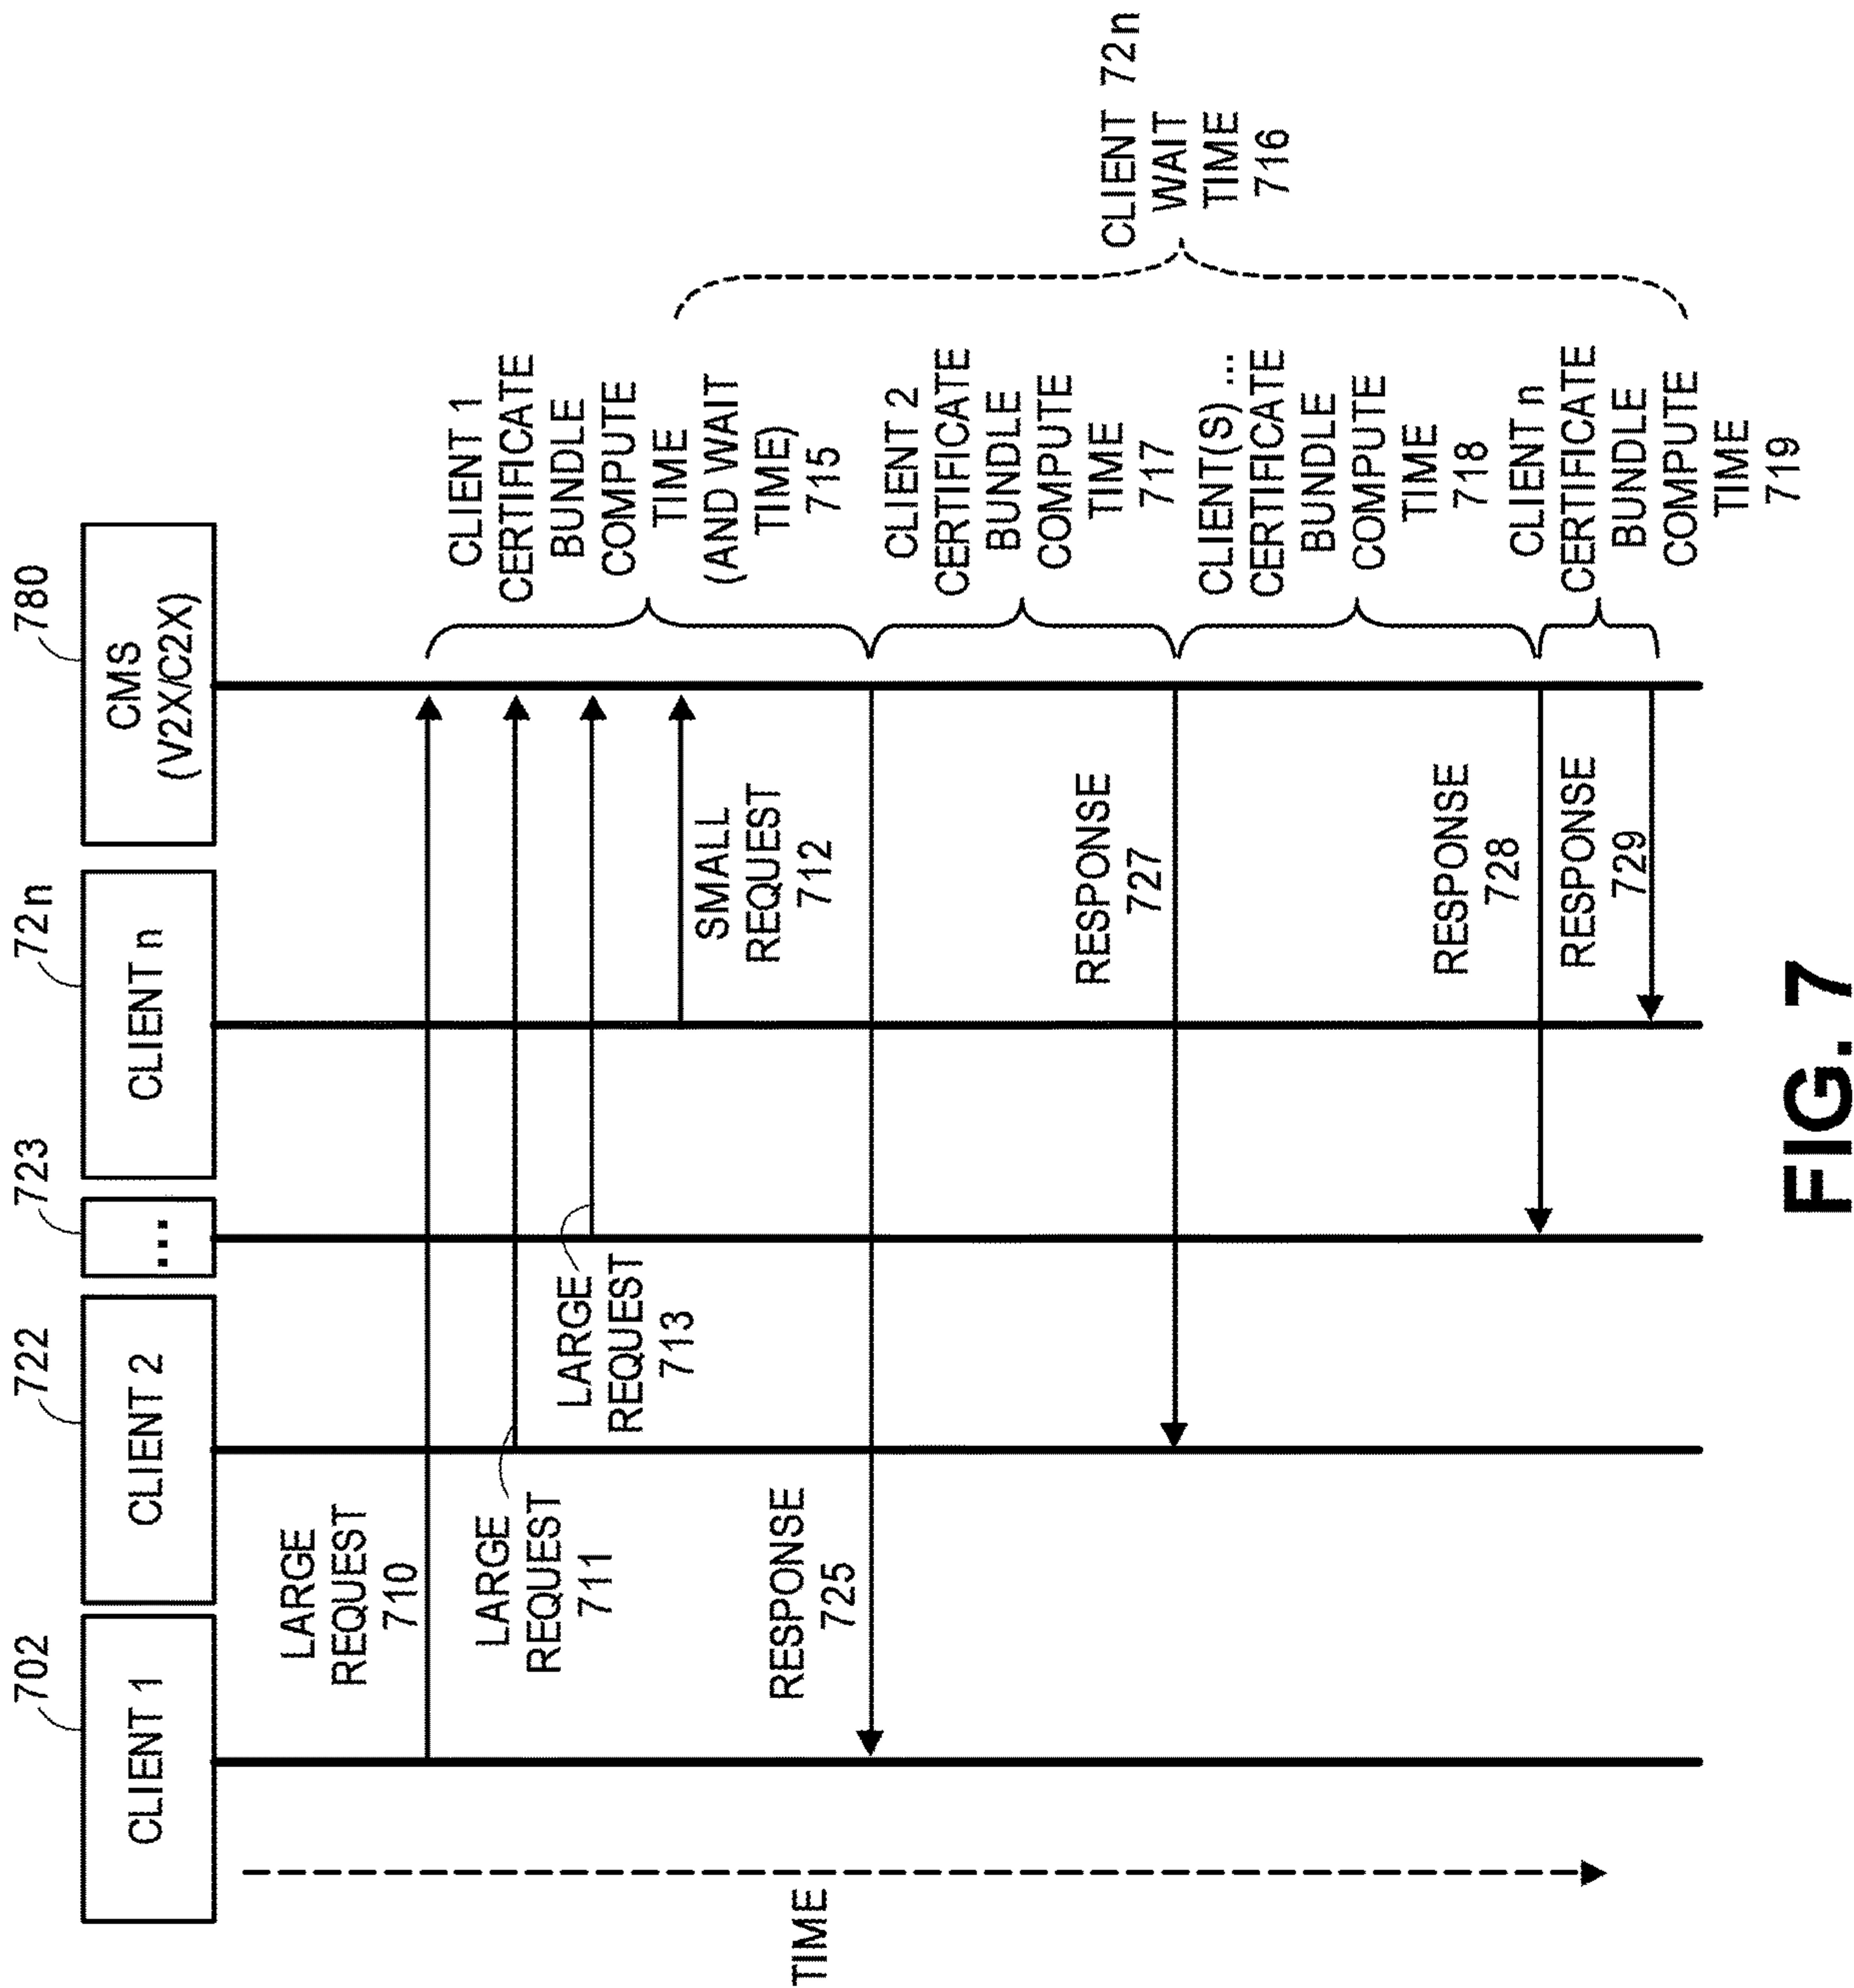 702
722
723
72n
780
CLIENT 1
CLIENT 2
...
CLIENT n
CMS
(V2X/C2X)
TIME
LARGE
REQUEST
710
LARGE
REQUEST
711
LARGE
REQUEST
713
SMALL
REQUEST
712
RESPONSE
725
RESPONSE
727
RESPONSE
728
RESPONSE
729
CLIENT 1
CERTIFICATE
BUNDLE
COMPUTE
TIME
(AND WAIT
TIME)
715
CLIENT 2
CERTIFICATE
BUNDLE
COMPUTE
TIME
717
CLIENT(S) ...
CERTIFICATE
BUNDLE
COMPUTE
TIME
718
CLIENT n
CERTIFICATE
BUNDLE
COMPUTE
TIME
719
CLIENT 72n
WAIT
TIME
716
FIG. 7